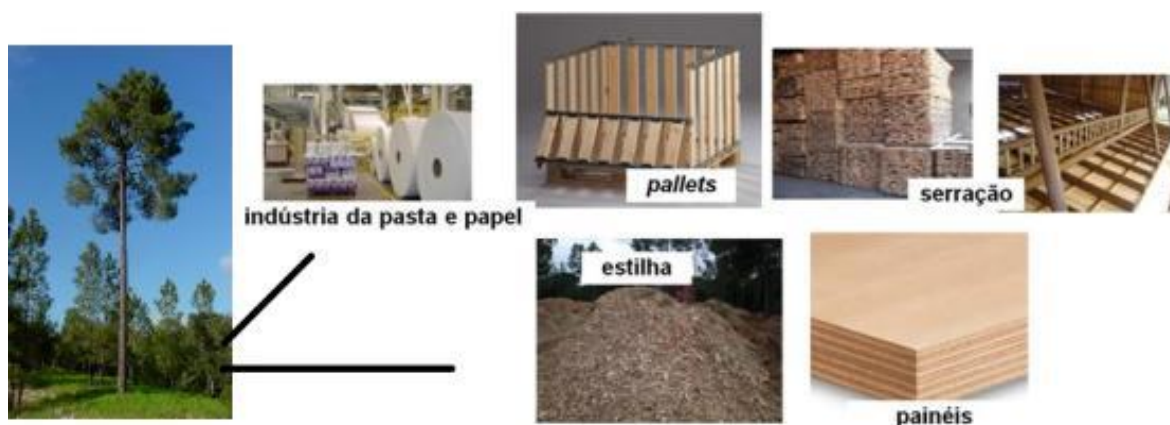 pallets
serração
indústria da pasta e papel
estilha
painéis